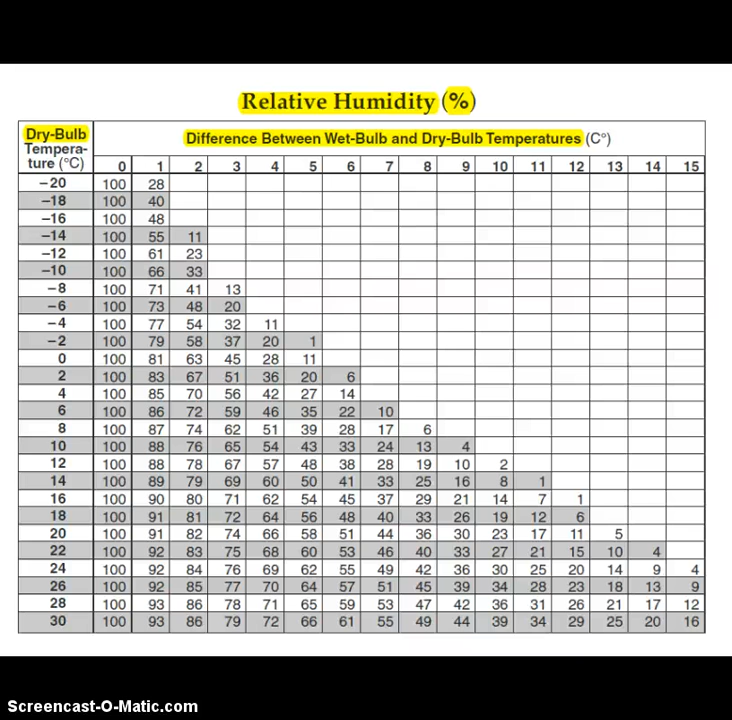 Relative Humidity (%)
Dry-Bulb Tempera- ture (°C) Difference Between Wet-Bulb and Dry-Bulb Temperatures (C°)
0 1 2 3 4 5 6 7 8 9 10 11 12 13 14 15
–20 100 28
–18 100 40
–16 100 48
–14 100 55 11
–12 100 61 23
–10 100 66 33
–8 100 71 41 13
–6 100 73 48 20
–4 100 77 54 32 11
–2 100 79 58 37 20 1
0 100 81 63 45 28 11
2 100 83 67 51 36 20 6
4 100 85 70 56 42 27 14
6 100 86 72 59 46 35 22 10
8 100 87 74 62 51 39 28 17 6
10 100 88 76 65 54 43 33 24 13 4
12 100 88 78 67 57 48 38 28 19 10 2
14 100 89 79 69 60 50 41 33 25 16 8 1
16 100 90 80 71 62 54 45 37 29 21 14 7 1
18 100 91 81 72 64 56 48 40 33 26 19 12 6
20 100 91 82 74 66 58 51 44 36 30 23 17 11 5
22 100 92 83 75 68 60 53 46 40 33 27 21 15 10 4
24 100 92 84 76 69 62 55 49 42 36 30 25 20 14 9 4
26 100 92 85 77 70 64 57 51 45 39 34 28 23 18 13 9
28 100 93 86 78 71 65 59 53 47 42 36 31 26 21 17 12
30 100 93 86 79 72 66 61 55 49 44 39 34 29 25 20 16
Screencast-O-Matic.com